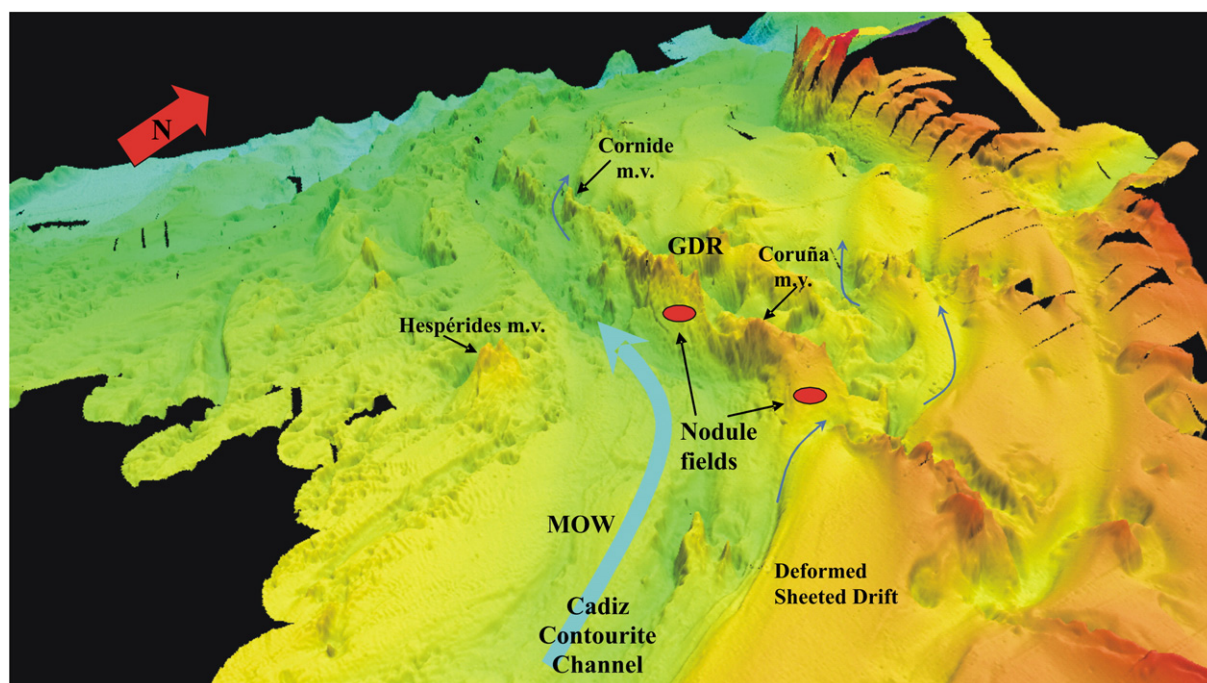 N
Cornide
m.v.
GDR
Coruña
m.v.
Hespérides m.v.
Nodule
fields
MOW
Deformed
Sheeted Drift
Cadiz
Contourite
Channel